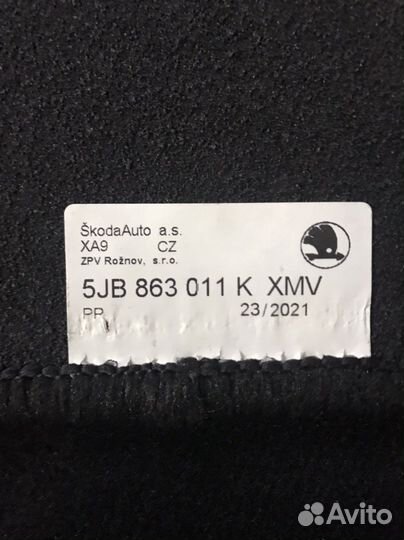 ŠkodaAuto a.s.
XA9 CZ
ZPV Rožnov, s.r.o.
5JB 863 011 K XMV
PP 23/2021
Avito